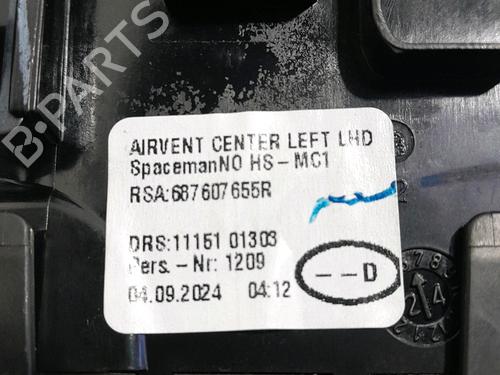 B-PARTS
AIRVENT CENTER LEFT LHD
SpacemanNO HS-MC1
RSA:687607655R
DRS:11151 01303
Pers.-Nr: 1209
04.09.2024 04:12
--D
24